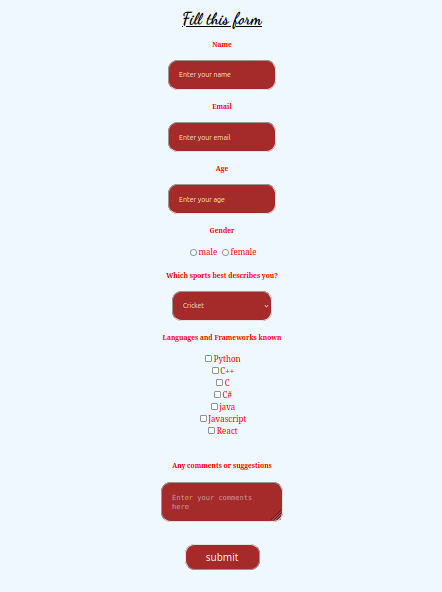 Fill this form
Name
Enter your name
Email
Enter your email
Age
Enter your age
Gender
male female
Which sports best describes you?
Cricket
Languages and Frameworks known
Python
C++
C
C#
java
Javascript
React
Any comments or suggestions
Enter your comments
here
submit